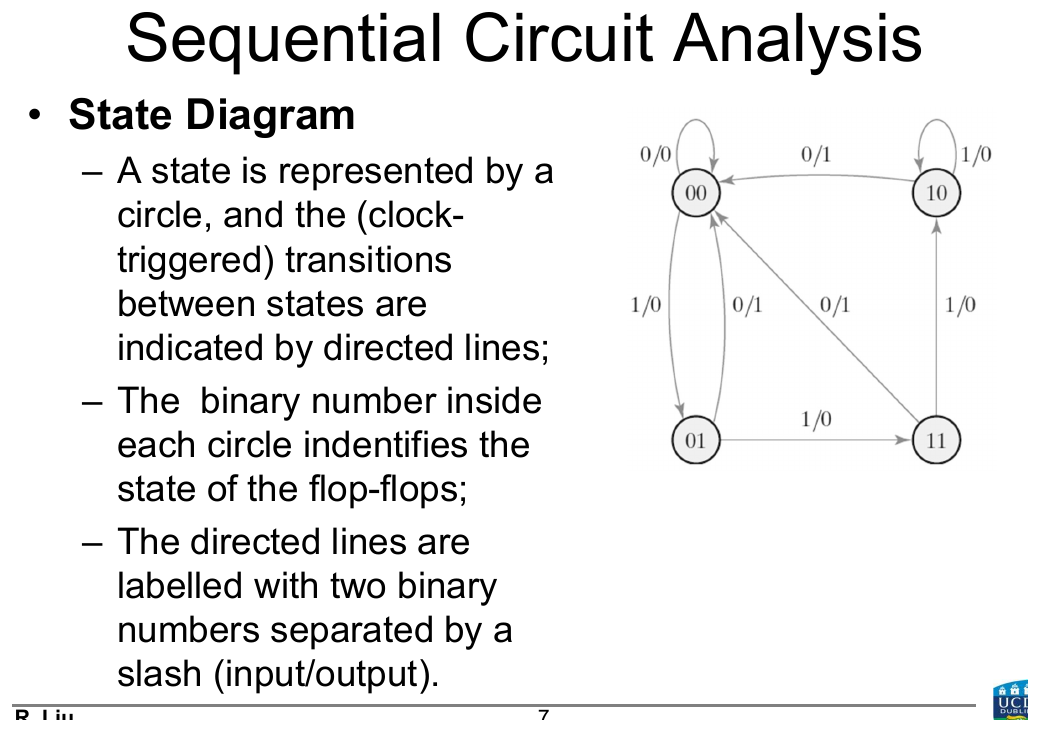 Sequential Circuit Analysis
• State Diagram
– A state is represented by a
circle, and the (clock-
triggered) transitions
between states are
indicated by directed lines;
– The  binary number inside
each circle indentifies the
state of the flop-flops;
– The directed lines are
labelled with two binary
numbers separated by a
slash (input/output).
0/0
0/1
1/0
00
10
1/0
0/1
0/1
1/0
1/0
01
11
R. Liu
7
UCD
DUBLIN